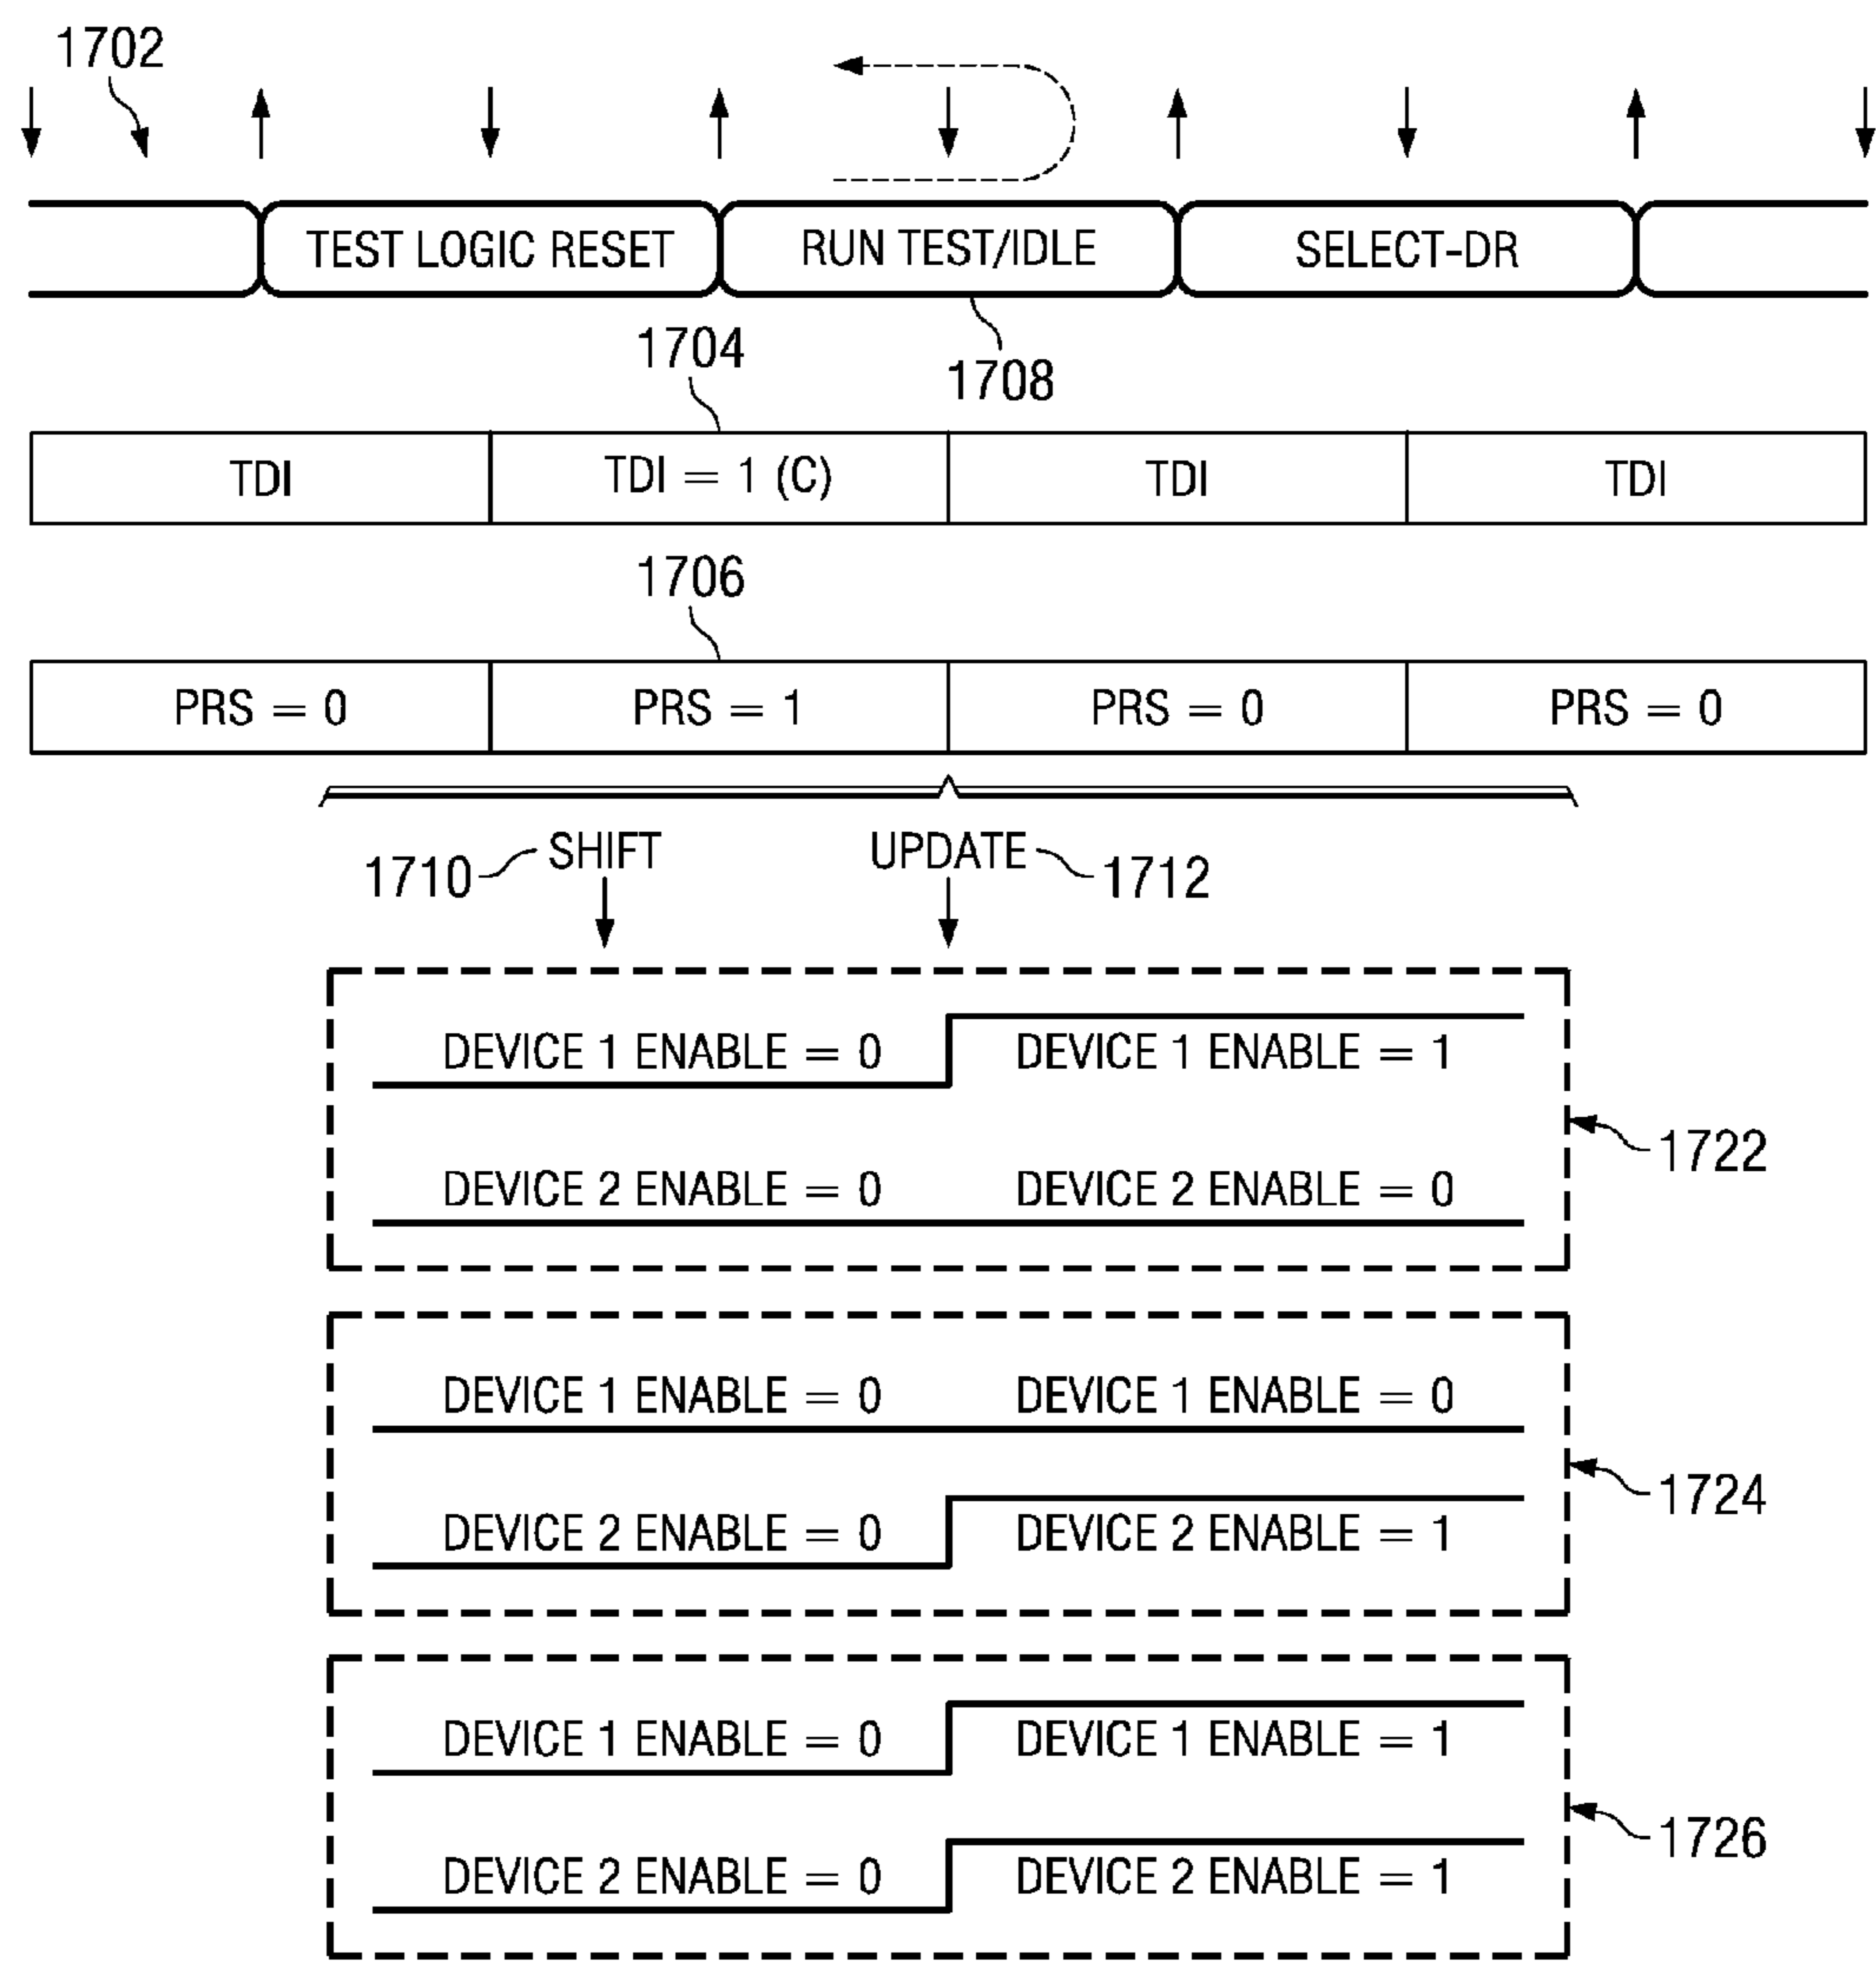 1702
TEST LOGIC RESET RUN TEST/IDLE SELECT-DR
1704
1708
TDI TDI = 1 (C) TDI TDI
1706
PRS = 0 PRS = 1 PRS = 0 PRS = 0
1710 SHIFT UPDATE 1712
DEVICE 1 ENABLE = 0 DEVICE 1 ENABLE = 1
1722
DEVICE 2 ENABLE = 0 DEVICE 2 ENABLE = 0
DEVICE 1 ENABLE = 0 DEVICE 1 ENABLE = 0
1724
DEVICE 2 ENABLE = 0 DEVICE 2 ENABLE = 1
DEVICE 1 ENABLE = 0 DEVICE 1 ENABLE = 1
1726
DEVICE 2 ENABLE = 0 DEVICE 2 ENABLE = 1